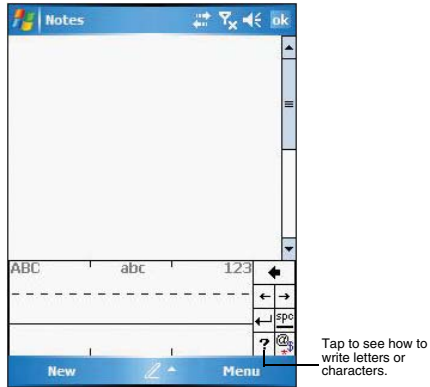 Notes ok
ABC abc 123
spc
? @*$
Tap to see how to
write letters or
characters.
New Menu